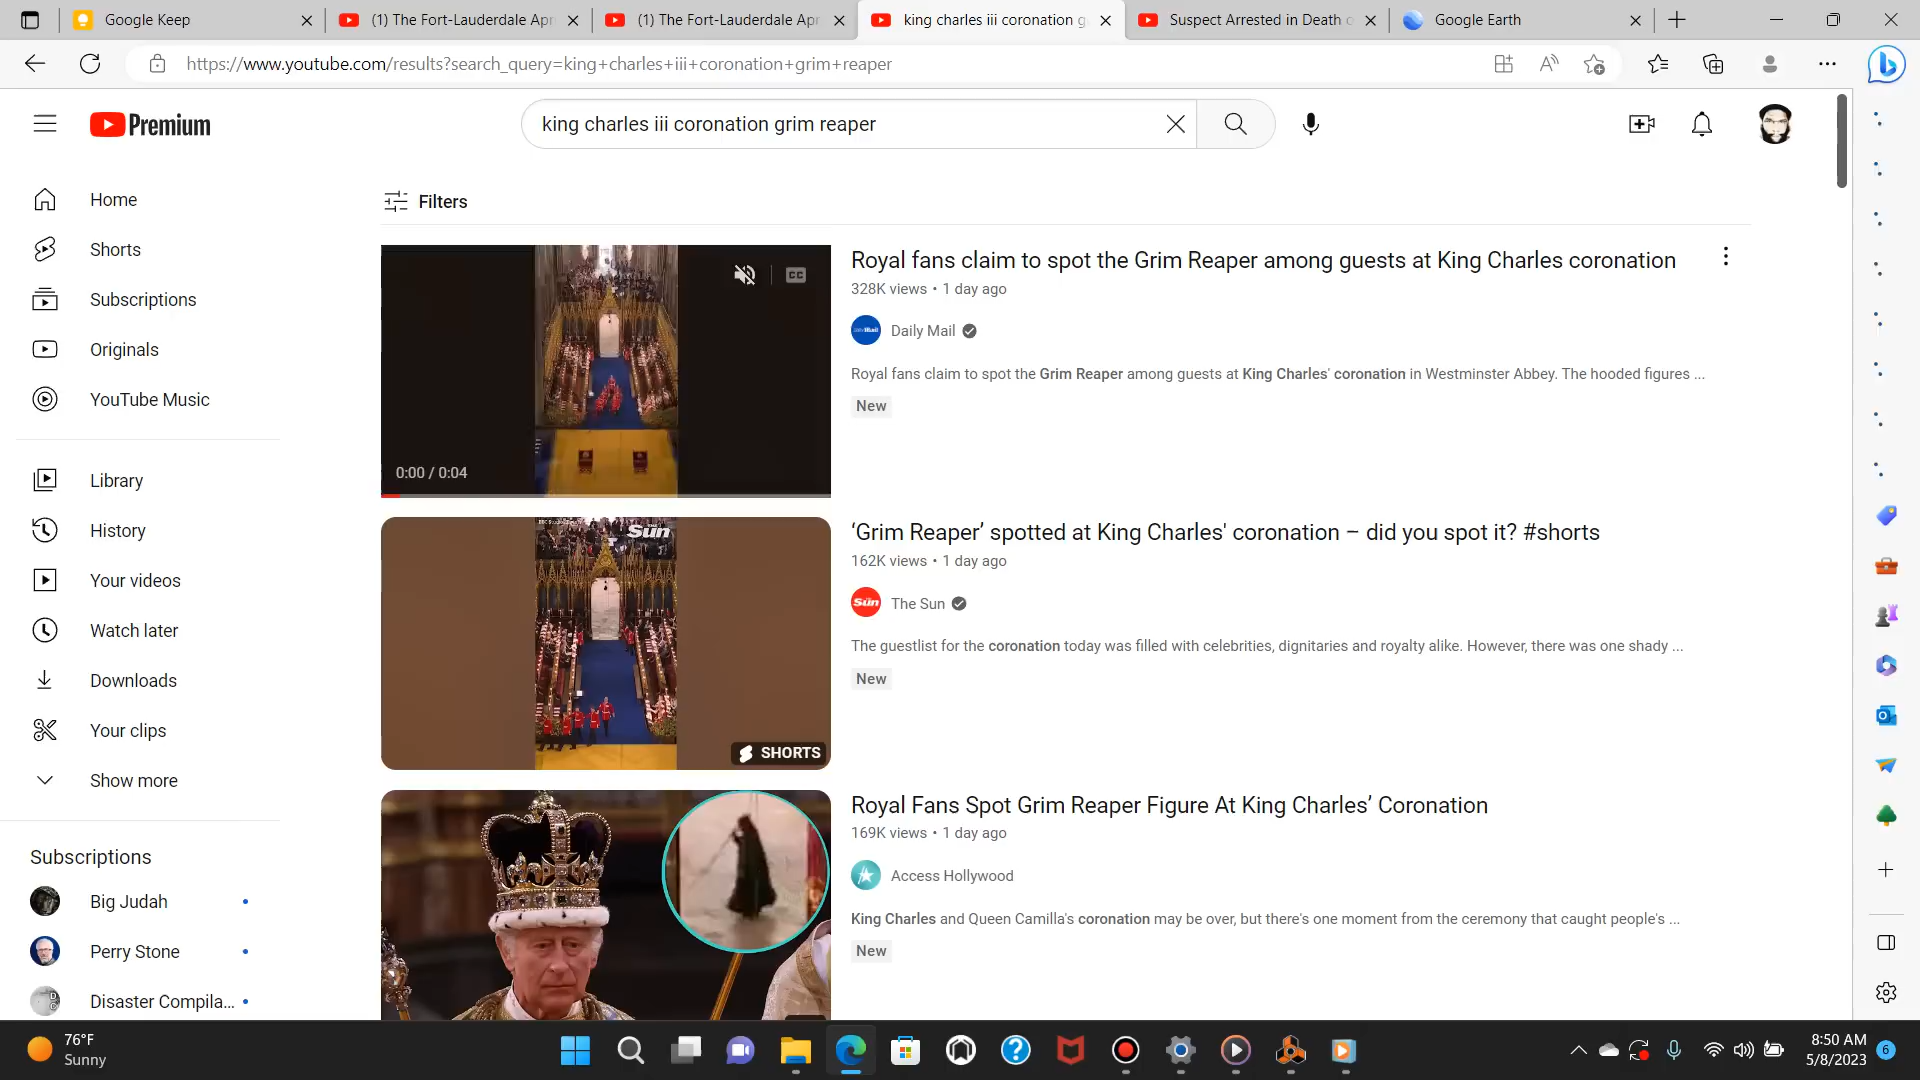 Google Keep
(1) The Fort-Lauderdale Apr
(1) The Fort-Lauderdale Apr
king charles iii coronation g
Suspect Arrested in Death o
Google Earth
https://www.youtube.com/results?search_query=king+charles+iii+coronation+grim+reaper
Premium
king charles iii coronation grim reaper
Home
Shorts
Subscriptions
Originals
YouTube Music
Library
History
Your videos
Watch later
Downloads
Your clips
Show more
Subscriptions
Big Judah
Perry Stone
Disaster Compila...
Filters
CC
0:00 / 0:04
Royal fans claim to spot the Grim Reaper among guests at King Charles coronation
328K views • 1 day ago
Daily Mail
Royal fans claim to spot the Grim Reaper among guests at King Charles' coronation in Westminster Abbey. The hooded figures ...
New
The Sun
SHORTS
‘Grim Reaper’ spotted at King Charles' coronation – did you spot it? #shorts
162K views • 1 day ago
Sun
The Sun
The guestlist for the coronation today was filled with celebrities, dignitaries and royalty alike. However, there was one shady ...
New
Royal Fans Spot Grim Reaper Figure At King Charles’ Coronation
169K views • 1 day ago
Access Hollywood
King Charles and Queen Camilla's coronation may be over, but there's one moment from the ceremony that caught people's ...
New
76°F
Sunny
8:50 AM
5/8/2023
6